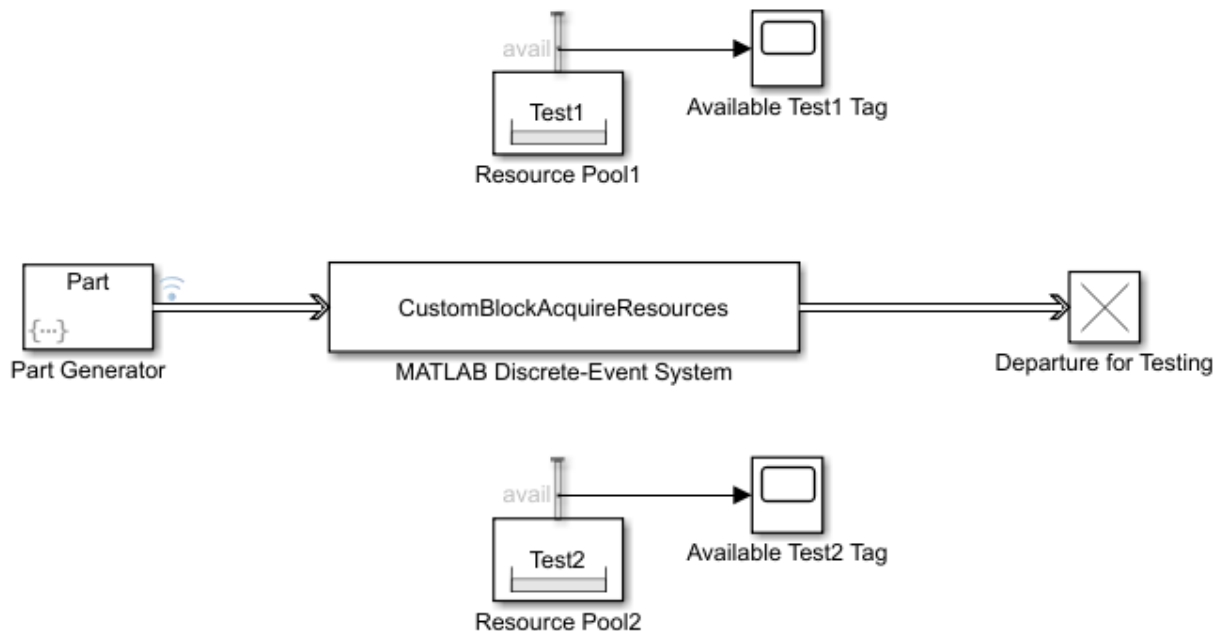 avail
Test1
Available Test1 Tag
Resource Pool1
Part
{...}
Part Generator
CustomBlockAcquireResources
MATLAB Discrete-Event System
Departure for Testing
avail
Test2
Available Test2 Tag
Resource Pool2